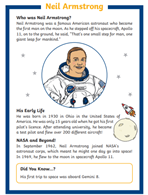 Neil Armstrong
Who was Neil Armstrong?
Neil Armstrong was a famous American astronaut who became
the first man on the moon. As he stepped off his spacecraft, Apollo
11, on to the ground, he said, "That's one small step for man, one
giant leap for mankind."
His Early Life
He was born in 1930 in Ohio in the United States of
America. He was only 15 years old when he got his first
pilot's licence. After attending university, he became
a test pilot and flew over 200 different aircraft!
NASA and Beyond
In September 1962, Neil Armstrong joined NASA's
astronaut corps, which meant he might one day go into space!
In 1969, he flew to the moon in spacecraft Apollo 11.
Did You Know...?
His first trip to space was aboard Gemini 8.